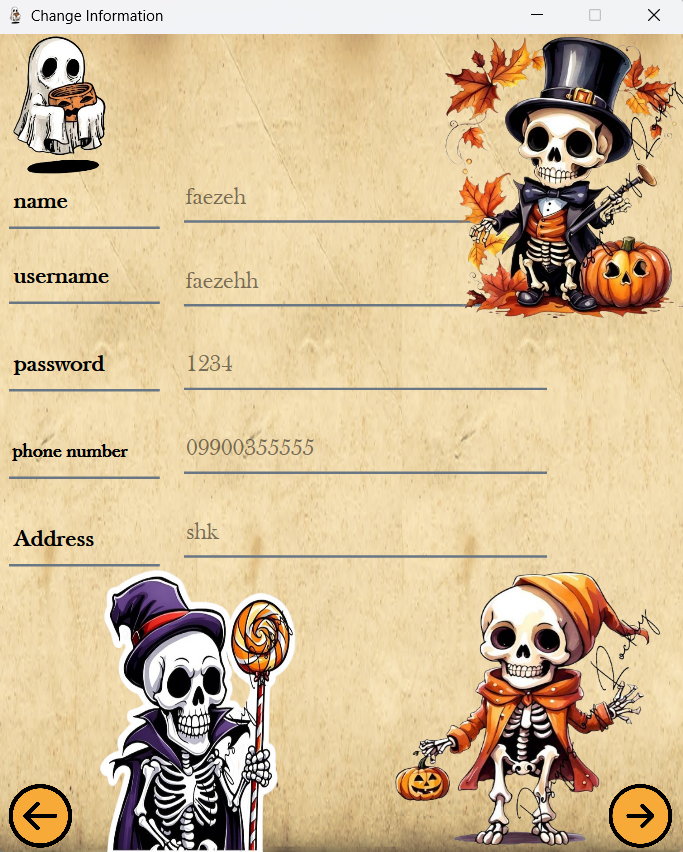 Change Information
name
faezeh
username
faezehh
password
1234
phone number
09900355555
Address
shk